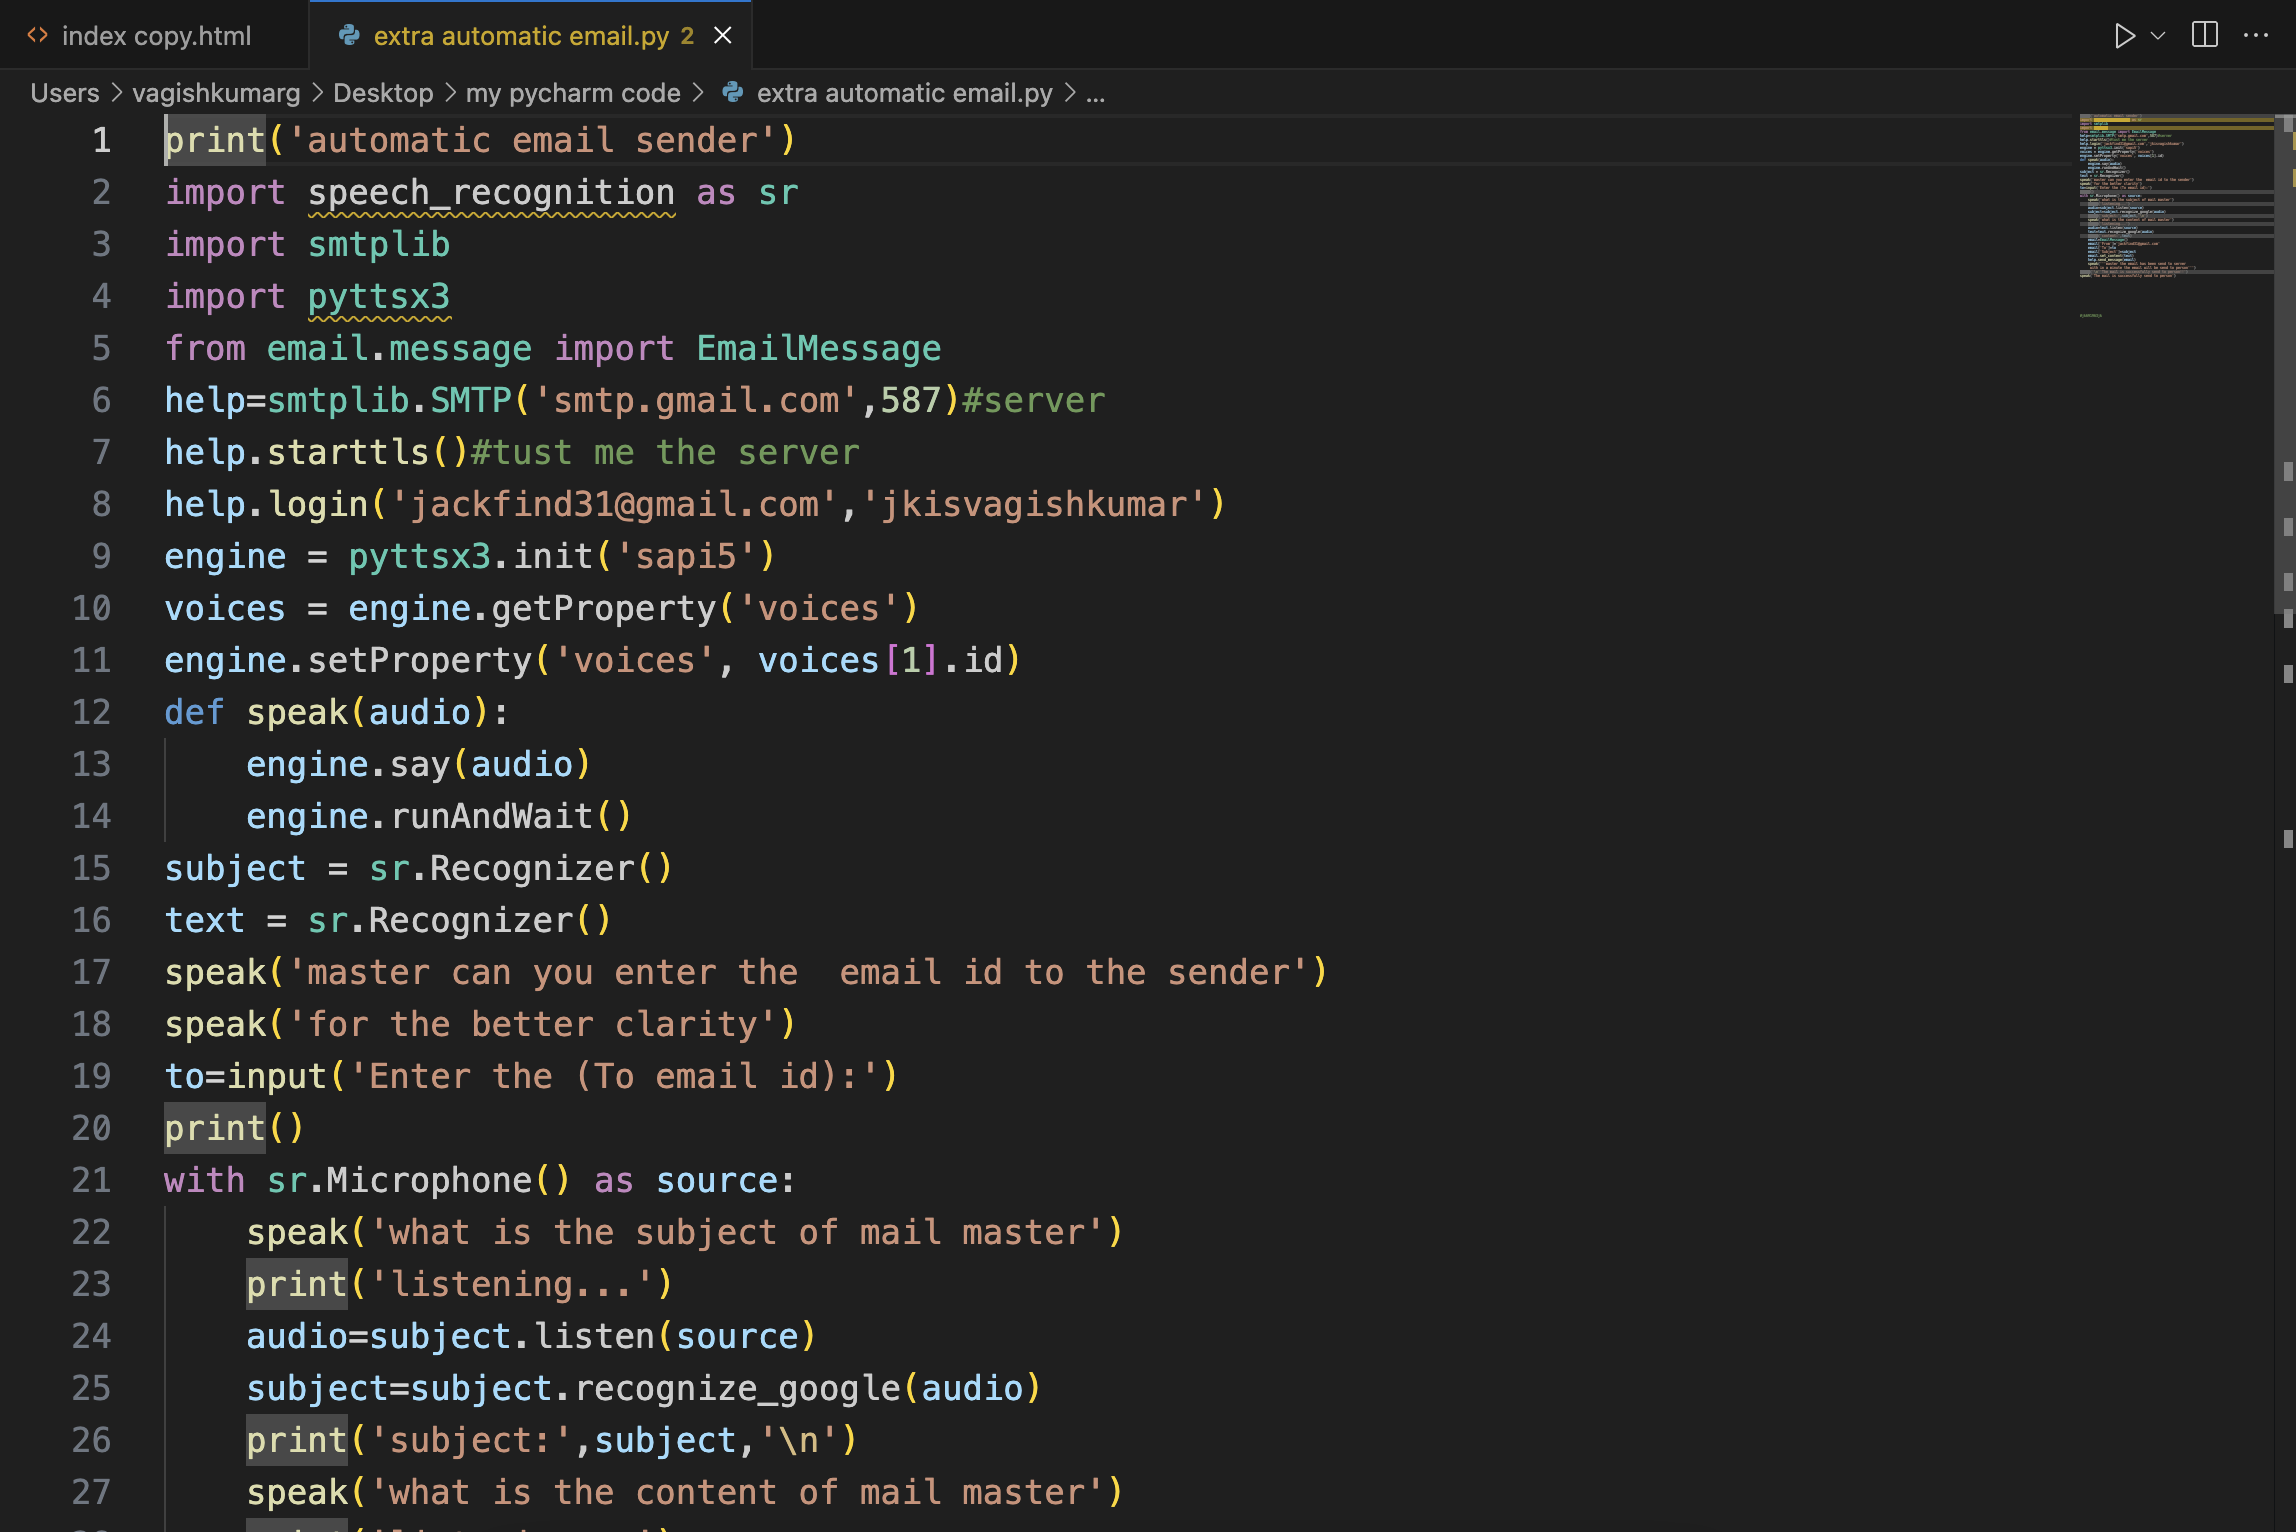 index copy.html
extra automatic email.py 2
Users > vagishkumarg > Desktop > my pycharm code > extra automatic email.py > ...
1 print('automatic email sender')
2 import speech_recognition as sr
3 import smtplib
4 import pyttsx3
5 from email.message import EmailMessage
6 help=smtplib.SMTP('smtp.gmail.com',587)#server
7 help.starttls()#tust me the server
8 help.login('jackfind31@gmail.com','jkisvagishkumar')
9 engine = pyttsx3.init('sapi5')
10 voices = engine.getProperty('voices')
11 engine.setProperty('voices', voices[1].id)
12 def speak(audio):
13     engine.say(audio)
14     engine.runAndWait()
15 subject = sr.Recognizer()
16 text = sr.Recognizer()
17 speak('master can you enter the  email id to the sender')
18 speak('for the better clarity')
19 to=input('Enter the (To email id):')
20 print()
21 with sr.Microphone() as source:
22     speak('what is the subject of mail master')
23     print('listening...')
24     audio=subject.listen(source)
25     subject=subject.recognize_google(audio)
26     print('subject:',subject,'\n')
27     speak('what is the content of mail master')